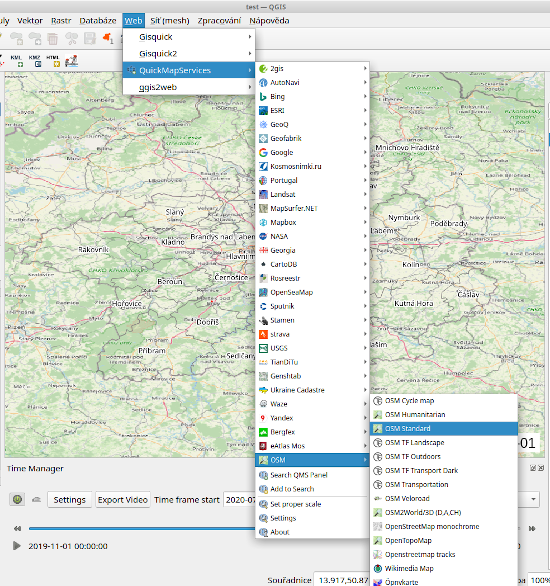 test — QGIS
uly Vektor Rastr Databáze Web Síť (mesh) Zpracování Nápověda
KML KMZ HTML
Gisquick
Gisquick2
QuickMapServices
qgis2web
2gis
AutoNavi
Bing
ESRI
GeoQ
Geofabrik
Google
Kosmosnimki.ru
Portugal
Landsat
MapSurfer.NET
Mapbox
NASA
Georgia
CartoDB
Rosreestr
OpenSeaMap
Sputnik
Stamen
strava
USGS
TianDiTu
Genshtab
Ukraine Cadastre
Waze
Yandex
Bergfex
eAtlas Mos
OSM
Search QMS Panel
Add to Search
Set proper scale
Settings
About
OSM Cycle map
OSM Humanitarian
OSM Standard
OSM TF Landscape
OSM TF Outdoors
OSM TF Transport Dark
OSM Transportation
OSM Veloroad
OSM2World/3D (D,A,CH)
OpenStreetMap monochrome
OpenTopoMap
Openstreetmap tracks
Wikimedia Map
Opnvkarte
Mnichovo Hradiště
Slaný
Kladno
Brandýs nad Labem
Rakovník
Hlavní m
Černošice
Beroun
Hořovice
Dobříš
Příbram
Sedlčany
Nymburk
Poděbrady
Labem
Kolín
Čáslav
Kutná Hora
ašim
01
Time Manager
Settings Export Video Time frame start 2020-07
2019-11-01 00:00:00
Souřadnice 13.917,50.87
100%